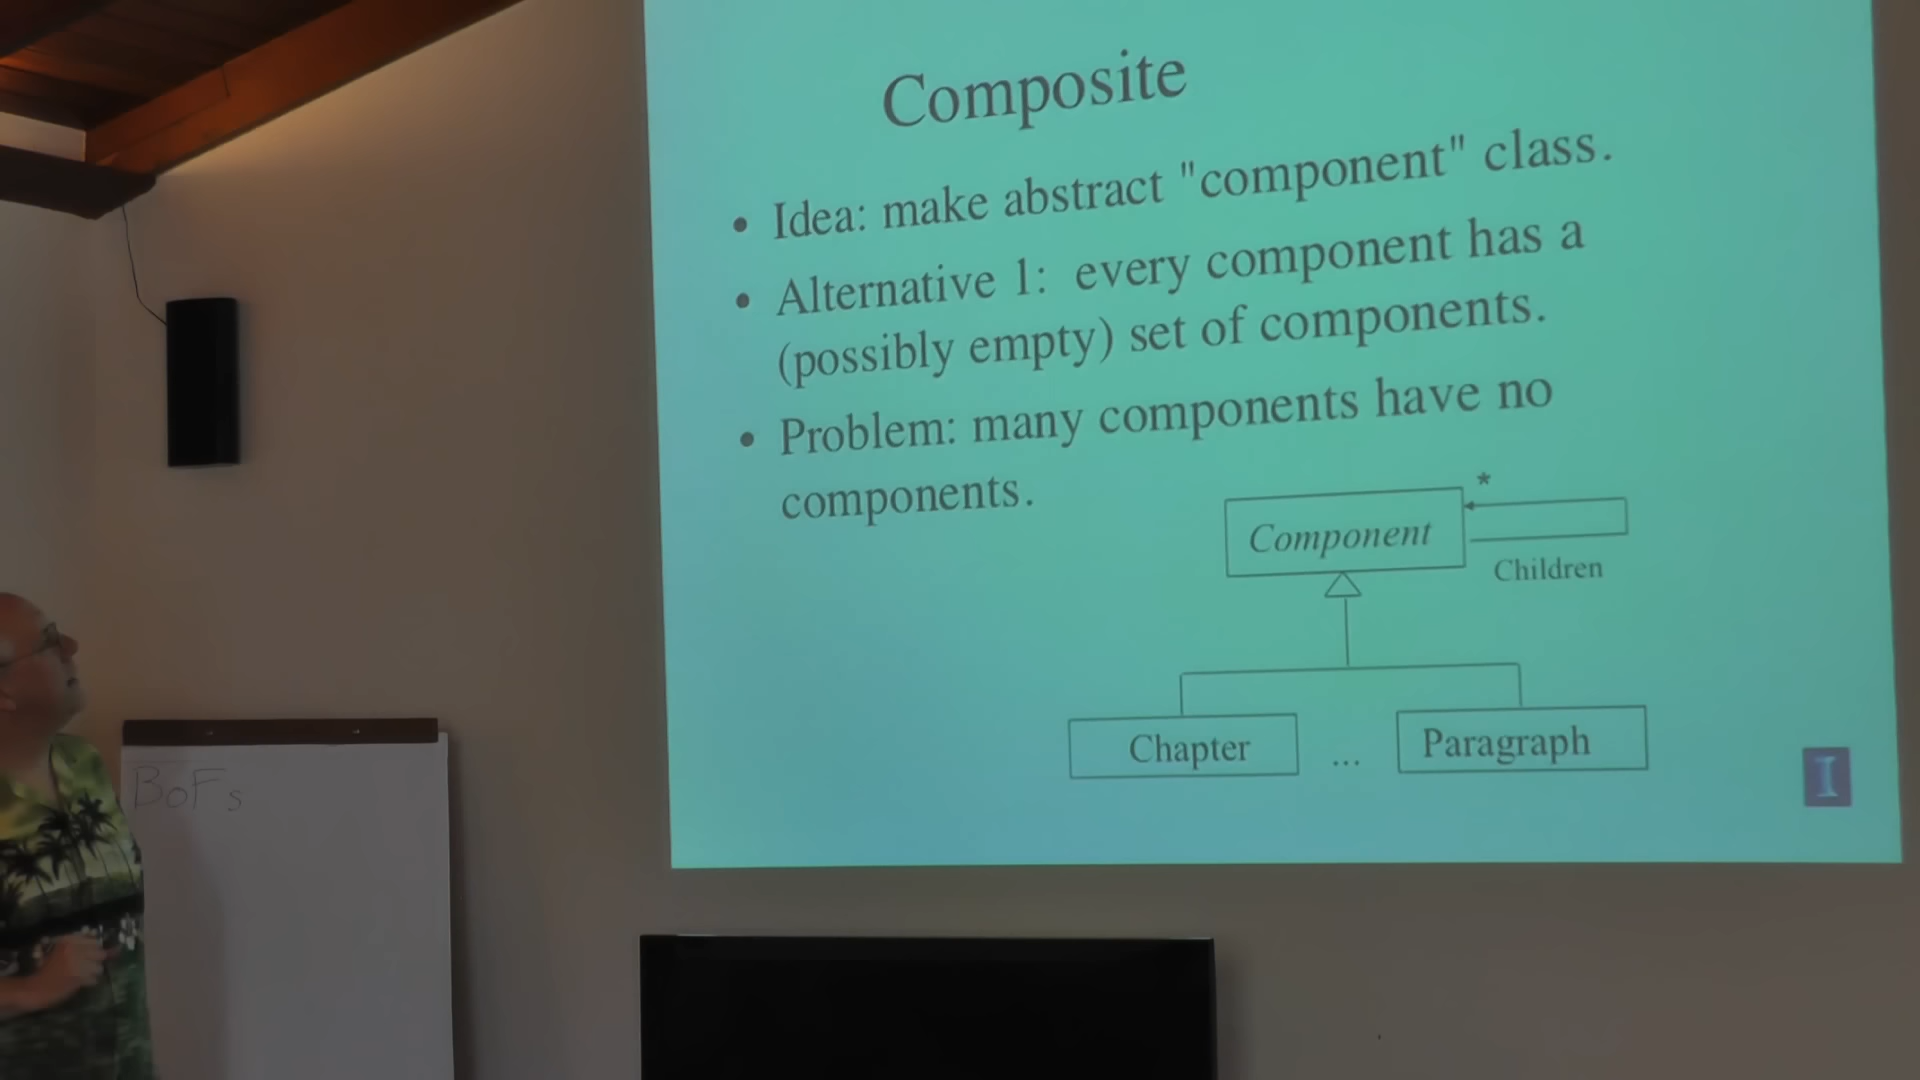 Composite
• Idea: make abstract "component" class.
• Alternative 1: every component has a
(possibly empty) set of components.
• Problem: many components have no
components.
*
Component
Children
Chapter
...
Paragraph
I
BoFs